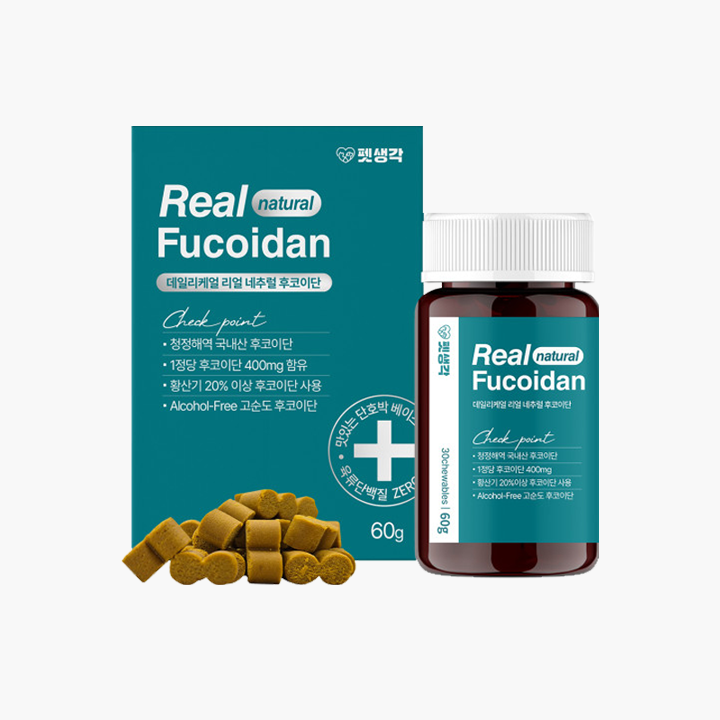 펫생각
Real natural
Fucoidan
데일리케얼 리얼 네추럴 후코이단
Check point
• 청정해역 국내산 후코이단
• 1정당 후코이단 400mg 함유
• 황산기 20% 이상 후코이단 사용
• Alcohol-Free 고순도 후코이단
맛있는 단호박 베이스
육류단백질 ZERO
60g
펫생각
Real natural
Fucoidan
데일리케얼 리얼 네추럴 후코이단
Check point
• 청정해역 국내산 후코이단
• 1정당 후코이단 400mg
• 황산기 20%이상 후코이단 사용
• Alcohol-Free 고순도 후코이단
30chewables | 60g